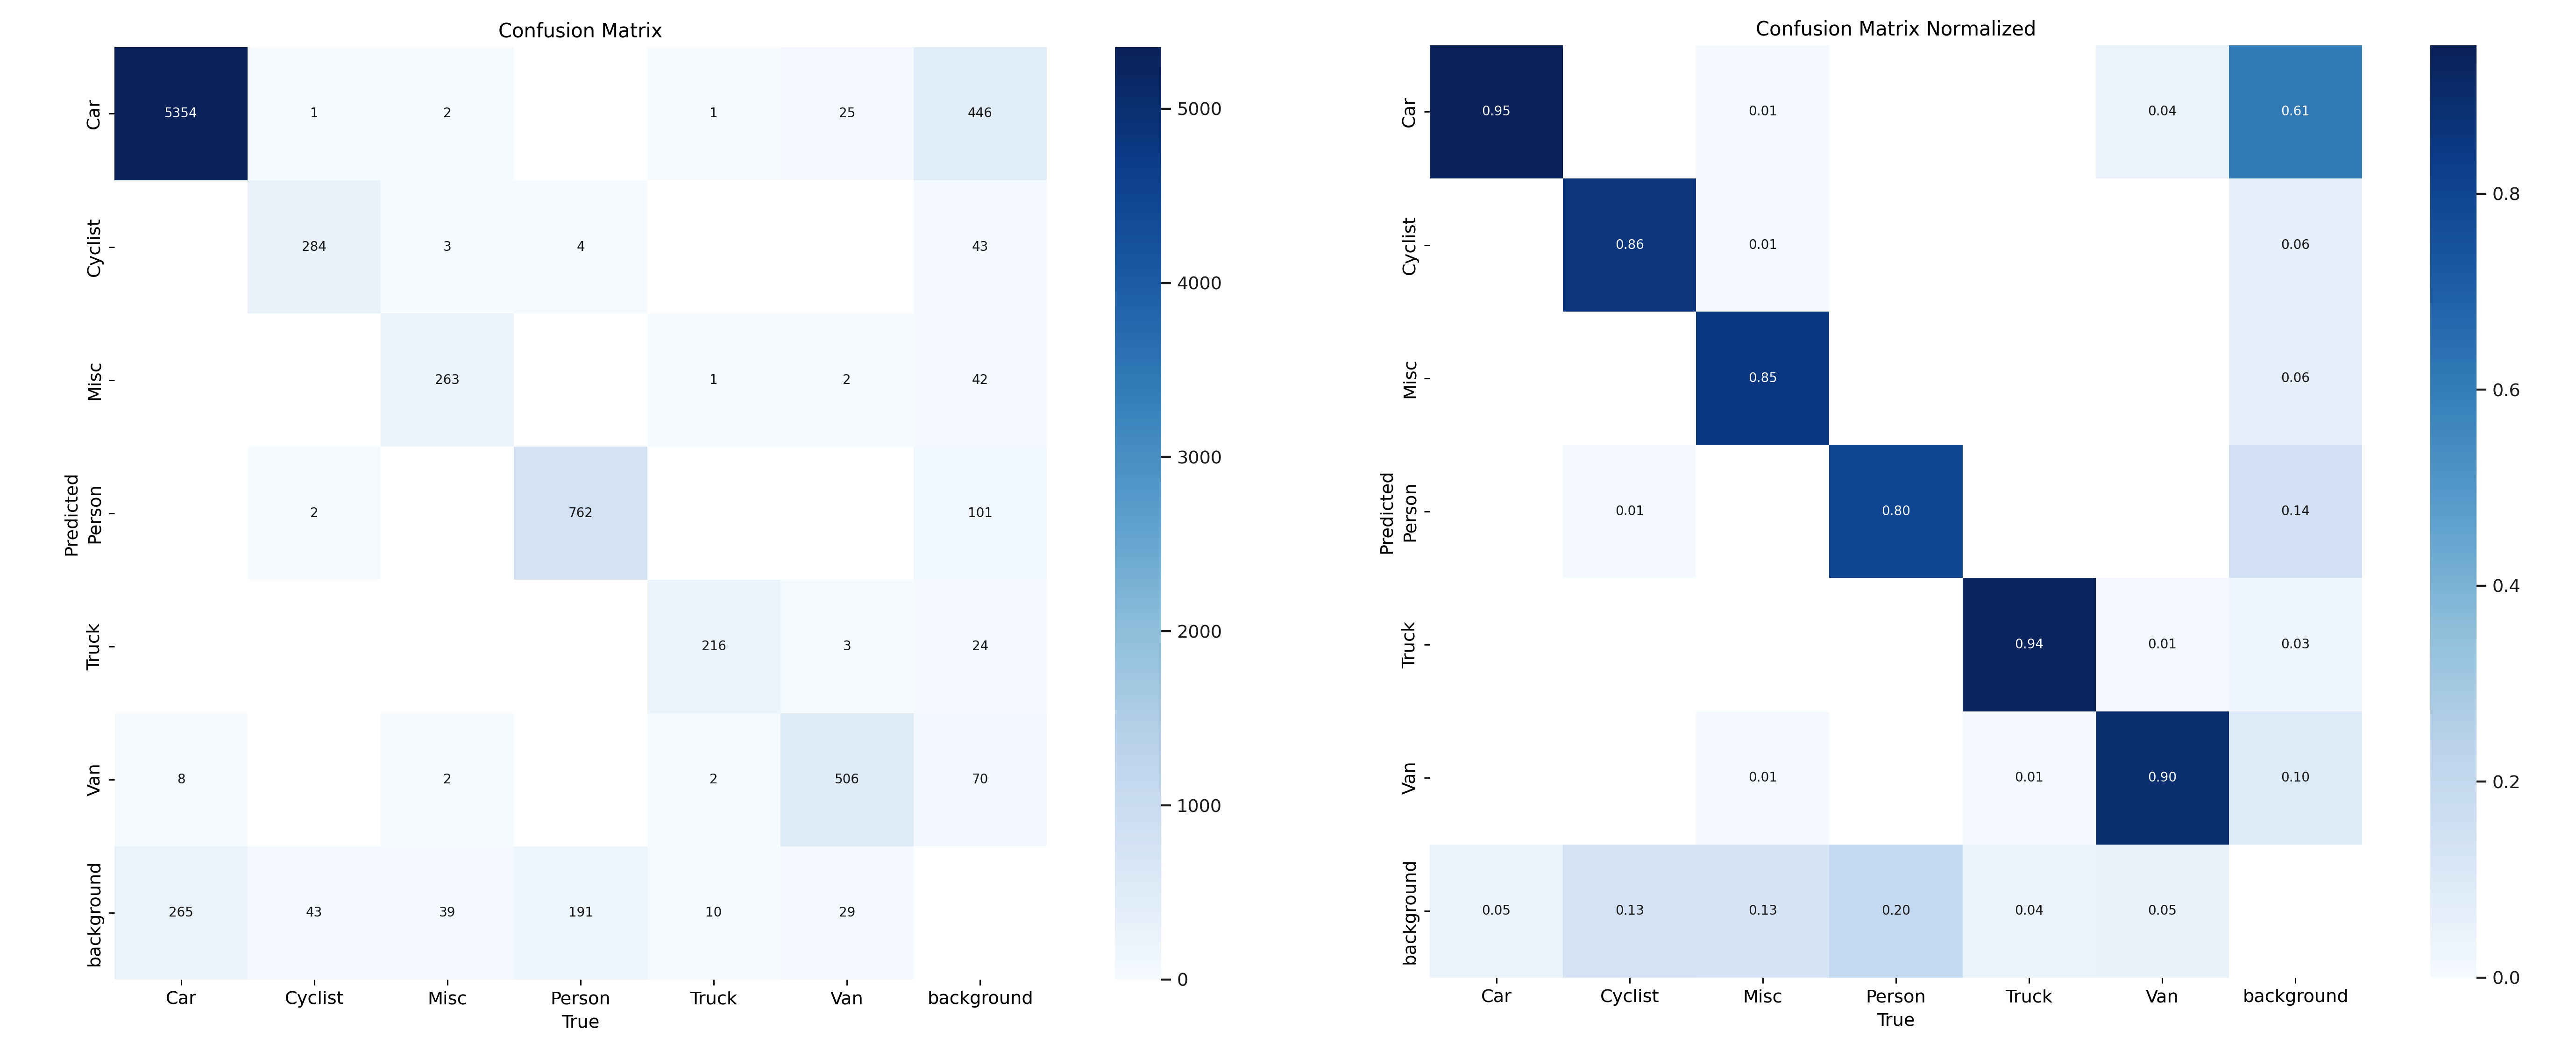 Confusion Matrix
Car 5354 1 2 1 25 446
Cyclist 284 3 4 43
Misc 263 1 2 42
Predicted
Person 2 762 101
Truck 216 3 24
Van 8 2 2 506 70
background 265 43 39 191 10 29
Car Cyclist Misc Person Truck Van background
True
5000
4000
3000
2000
1000
0
Confusion Matrix Normalized
Car 0.95 0.01 0.04 0.61
Cyclist 0.86 0.01 0.06
Misc 0.85 0.06
Predicted
Person 0.01 0.80 0.14
Truck 0.94 0.01 0.03
Van 0.01 0.01 0.90 0.10
background 0.05 0.13 0.13 0.20 0.04 0.05
Car Cyclist Misc Person Truck Van background
True
0.8
0.6
0.4
0.2
0.0